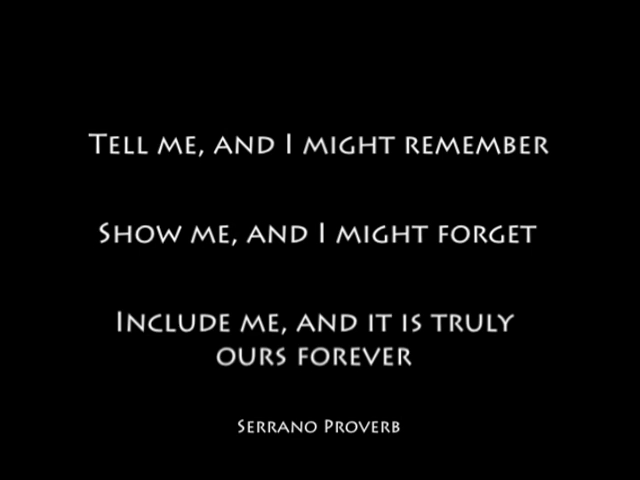 Tell me, and I might remember
Show me, and I might forget
Include me, and it is truly
ours forever
Serrano Proverb